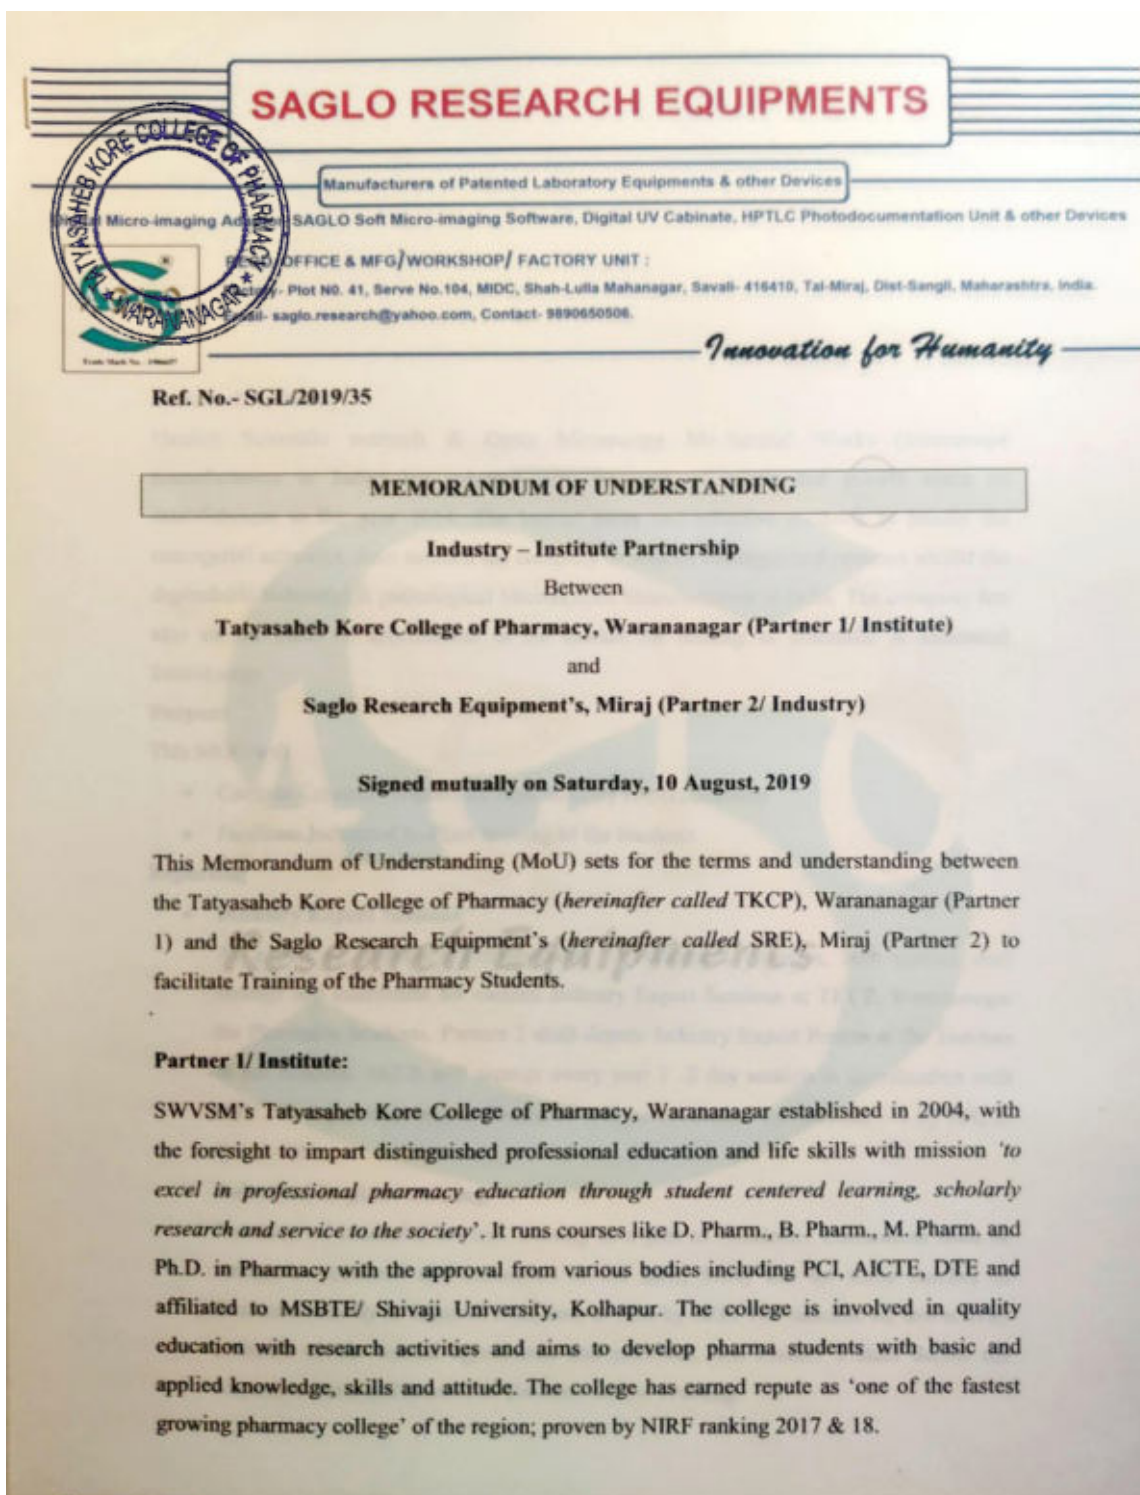 SAGLO RESEARCH EQUIPMENTS
Manufacturers of Patented Laboratory Equipments & other Devices
Micro-imaging SAGLO Soft Micro-imaging Software, Digital UV Cabinate, HPTLC Photodocumentation Unit & other Devices
OFFICE & MFG/WORKSHOP/ FACTORY UNIT :
Plot N0. 41, Serve No.104, MIDC, Shah-Lulla Mahanagar, Savali- 416410, Tal-Miraj, Dist-Sangli, Maharashtra, India.
saglo.research@yahoo.com, Contact- 9890650506.
TATYASAHEB KORE COLLEGE OF PHARMACY
★ WARANANAGAR ★
Innovation for Humanity
Ref. No.- SGL/2019/35
MEMORANDUM OF UNDERSTANDING
Industry – Institute Partnership
Between
Tatyasaheb Kore College of Pharmacy, Warananagar (Partner 1/ Institute)
and
Saglo Research Equipment's, Miraj (Partner 2/ Industry)
Signed mutually on Saturday, 10 August, 2019
This Memorandum of Understanding (MoU) sets for the terms and understanding between
the Tatyasaheb Kore College of Pharmacy (hereinafter called TKCP), Warananagar (Partner
1) and the Saglo Research Equipment's (hereinafter called SRE), Miraj (Partner 2) to
facilitate Training of the Pharmacy Students.
Research Equipments
Partner 1/ Institute:
SWVSM's Tatyasaheb Kore College of Pharmacy, Warananagar established in 2004, with
the foresight to impart distinguished professional education and life skills with mission 'to
excel in professional pharmacy education through student centered learning, scholarly
research and service to the society'. It runs courses like D. Pharm., B. Pharm., M. Pharm. and
Ph.D. in Pharmacy with the approval from various bodies including PCI, AICTE, DTE and
affiliated to MSBTE/ Shivaji University, Kolhapur. The college is involved in quality
education with research activities and aims to develop pharma students with basic and
applied knowledge, skills and attitude. The college has earned repute as 'one of the fastest
growing pharmacy college' of the region; proven by NIRF ranking 2017 & 18.